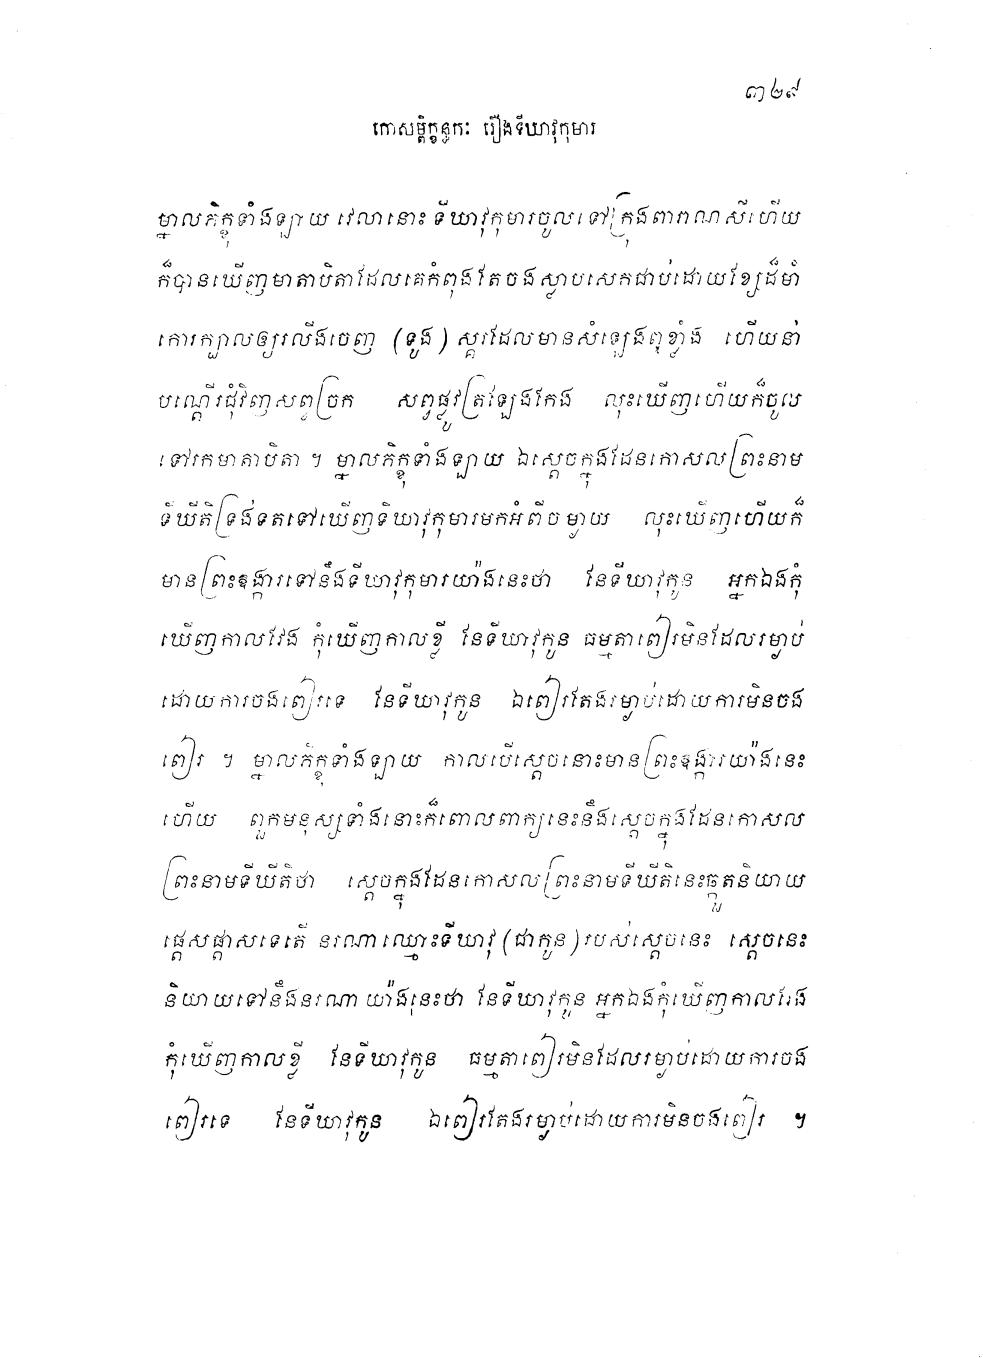 ៣២៩
កោសម្ពិក្ខន្ធកៈ រឿងទីឃាវុកុមារ
ម្នាលភិក្ខុទាំងឡាយ វេលានោះ ទីឃាវុកុមារចូលទៅក្រុងពារាណសីហើយ
ក៏បានឃើញមាតាបិតាដែលគេកំពុងតែចងស្លាបសេកជាប់ដោយខ្សែដ៏មាំ
កោរក្បាលឲ្យរលីងចេញ (ទូង) ស្គរដែលមានសំឡេងឮខ្លាំង ហើយនាំ
បណ្តើរជុំវិញសព្វច្រក សព្វផ្លូវត្រឡែងកែង លុះឃើញហើយក៏ចូល
ទៅរកមាតាបិតា ។ ម្នាលភិក្ខុទាំងឡាយ ឯស្តេចក្នុងដែនកោសលព្រះនាម
ទីឃីតិទ្រង់ទតទៅឃើញទីឃាវុកុមារមកអំពីចម្ងាយ លុះឃើញហើយក៏
មានព្រះឧង្ការទៅនឹងទីឃាវុកុមារយ៉ាងនេះថា នែទីឃាវុកូន អ្នកឯងកុំ
ឃើញកាលវែង កុំឃើញកាលខ្លី នែទីឃាវុកូន ធម្មតាពៀរមិនដែលរម្ងាប់
ដោយការចងពៀរទេ នែទីឃាវុកូន ឯពៀរតែងរម្ងាប់ដោយការមិនចង
ពៀរ ។ ម្នាលភិក្ខុទាំងឡាយ កាលបើស្តេចនោះមានព្រះឧង្ការយ៉ាងនេះ
ហើយ ពួកមនុស្សទាំងនោះក៏ពោលពាក្យនេះនឹងស្តេចក្នុងដែនកោសល
ព្រះនាមទីឃីតិថា ស្តេចក្នុងដែនកោសលព្រះនាមទីឃីតិនេះឆ្កួតនិយាយ
ផ្តេសផ្តាសទេតើ នរណាឈ្មោះទីឃាវុ (ជាកូន) របស់ស្តេចនេះ ស្តេចនេះ
និយាយទៅនឹងនរណា យ៉ាងនេះថា នែទីឃាវុកូន អ្នកឯងកុំឃើញកាលវែង
កុំឃើញកាលខ្លី នែទីឃាវុកូន ធម្មតាពៀរមិនដែលរម្ងាប់ដោយការចង
ពៀរទេ នែទីឃាវុកូន ឯពៀរតែងរម្ងាប់ដោយការមិនចងពៀរ ។